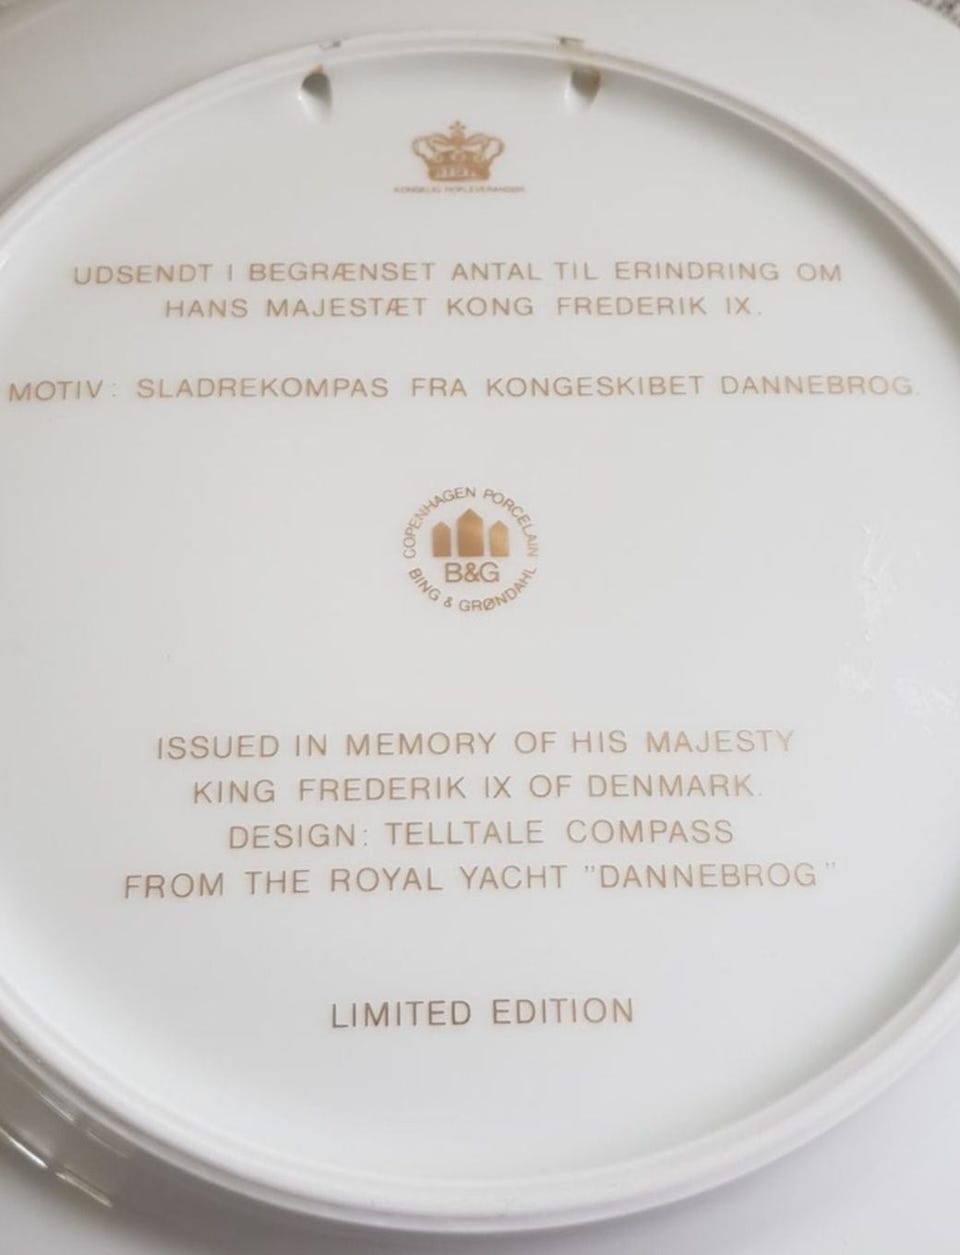 KONGELIG HOFLEVERANDØR
UDSENDT I BEGRÆNSET ANTAL TIL ERINDRING OM
HANS MAJESTÆT KONG FREDERIK IX.
MOTIV: SLADREKOMPAS FRA KONGESKIBET DANNEBROG.
COPENHAGEN PORCELAIN
B&G
BING & GRØNDAHL
ISSUED IN MEMORY OF HIS MAJESTY
KING FREDERIK IX OF DENMARK.
DESIGN: TELLTALE COMPASS
FROM THE ROYAL YACHT "DANNEBROG"
LIMITED EDITION